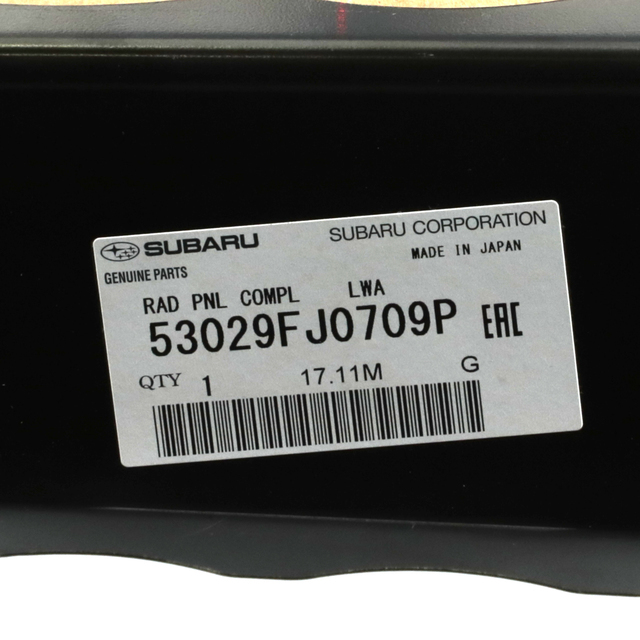 SUBARU SUBARU CORPORATION
GENUINE PARTS MADE IN JAPAN
RAD PNL COMPL LWA
53029FJ0709P EAC
QTY 1 17.11M G